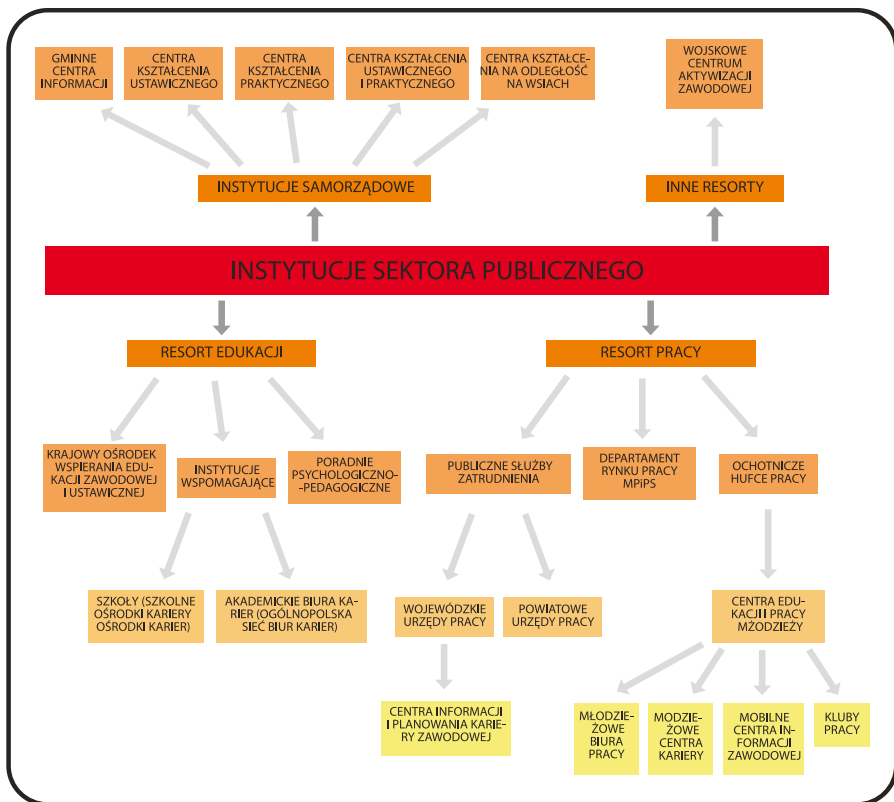 GMINNE
CENTRA
INFORMACJI
CENTRA
KSZTAŁCENIA
USTAWICZNEGO
CENTRA
KSZTAŁCENIA
PRAKTYCZNEGO
CENTRA KSZTAŁCENIA
USTAWICZNEGO
I PRAKTYCZNEGO
CENTRA KSZTAŁCE–
NIA NA ODLEGŁOŚĆ
NA WSIACH
WOJSKOWE
CENTRUM
AKTYWIZACJI
ZAWODOWEJ
INSTYTUCJE SAMORZĄDOWE
INNE RESORTY
INSTYTUCJE SEKTORA PUBLICZNEGO
RESORT EDUKACJI
RESORT PRACY
KRAJOWY OŚRODEK
WSPIERANIA EDU–
KACJI ZAWODOWEJ
I USTAWICZNEJ
INSTYTUCJE
WSPOMAGAJĄCE
PORADNIE
PSYCHOLOGICZNO–
–PEDAGOGICZNE
PUBLICZNE SŁUŻBY
ZATRUDNIENIA
DEPARTAMENT
RYNKU PRACY
MPiPS
OCHOTNICZE
HUFCE PRACY
SZKOŁY (SZKOLNE
OŚRODKI KARIERY
OŚRODKI KARIER)
AKADEMICKIE BIURA KA–
RIER (OGÓLNOPOLSKA
SIEĆ BIUR KARIER)
WOJEWÓDZKIE
URZĘDY PRACY
POWIATOWE
URZĘDY PRACY
CENTRA EDU–
KACJI I PRACY
MŻODZIEŻY
CENTRA INFORMACJI
I PLANOWANIA KARIE–
RY ZAWODOWEJ
MŁODZIE–
ŻOWE
BIURA
PRACY
MODZIE–
ŻOWE
CENTRA
KARIERY
MOBILNE
CENTRA IN–
FORMACJI
ZAWODOWEJ
KLUBY
PRACY